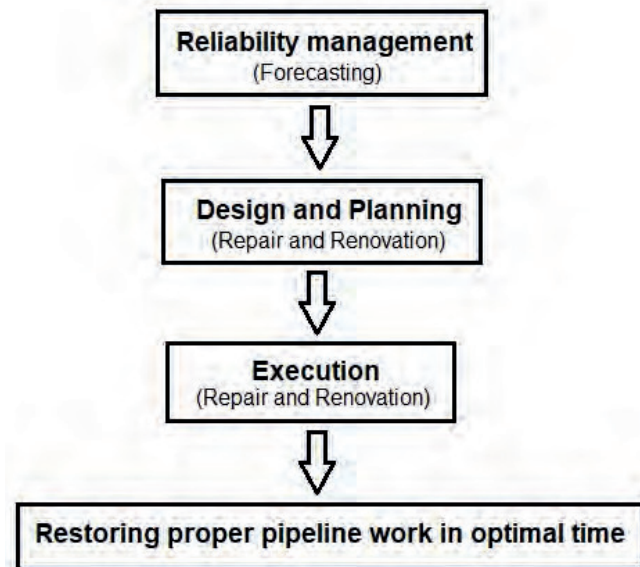 Reliability management
(Forecasting)
Design and Planning
(Repair and Renovation)
Execution
(Repair and Renovation)
Restoring proper pipeline work in optimal time